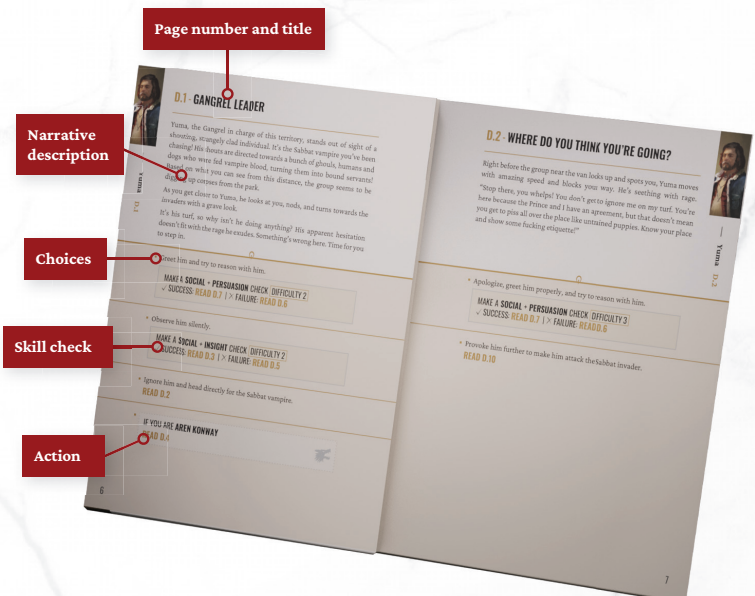 Page number and title
Narrative
description
Choices
Skill check
Action
D.1 - GANGREL LEADER
Yuma, the Gangrel in charge of this territory, stands out of sight of a
shouting, strangely clad individual. It's the Sabbat vampire you've been
chasing! His shouts are directed towards a bunch of ghouls, humans and
dogs who were fed vampire blood, turning them into bound servants!
Based on what you can see from this distance, the group seems to be
digging up corpses from the park.
As you get closer to Yuma, he looks at you, nods, and turns towards the
invaders with a grave look.
It's his turf, so why isn't he doing anything? His apparent hesitation
doesn't fit with the rage he exudes. Something's wrong here. Time for you
to step in.
Yuma D.1
• Greet him and try to reason with him.
MAKE A SOCIAL + PERSUASION CHECK DIFFICULTY 2
✓ SUCCESS: READ D.7 | > FAILURE: READ D.6
• Observe him silently.
MAKE A SOCIAL + INSIGHT CHECK DIFFICULTY 2
SUCCESS: READ D.3 | > FAILURE: READ D.5
• Ignore him and head directly for the Sabbat vampire.
READ D.2
IF YOU ARE AREN KONWAY
READ D.4
6
D.2 - WHERE DO YOU THINK YOU'RE GOING?
Right before the group near the van looks up and spots you, Yuma moves
with amazing speed and blocks your way. He's seething with rage.
"Stop there, you whelps! You don't get to ignore me on my turf. You're
here because the Prince and I have an agreement, but that doesn't mean
you get to piss all over the place like untained puppies. Know your place
and show some fucking etiquette!"
Yuma D.2
• Apologize, greet him properly, and try to reason with him.
MAKE A SOCIAL + PERSUASION CHECK DIFFICULTY 3
✓ SUCCESS: READ D.7 | > FAILURE: READ D.6
• Provoke him further to make him attack the Sabbat invader.
READ D.10
7